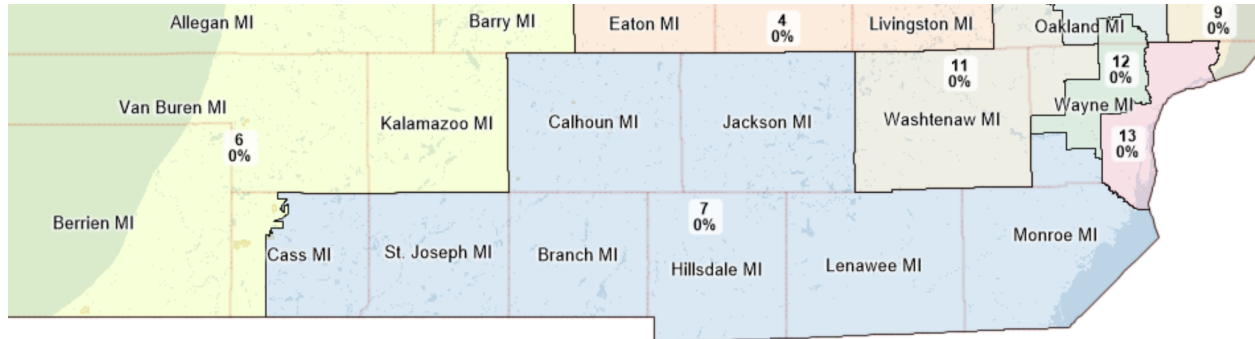 Allegan MI
Barry MI
Eaton MI
4
0%
Livingston MI
Oakland MI
9
0%
Van Buren MI
Kalamazoo MI
Calhoun MI
Jackson MI
11
0%
Washtenaw MI
12
0%
Wayne MI
6
0%
13
0%
Berrien MI
Cass MI
St. Joseph MI
Branch MI
7
0%
Hillsdale MI
Lenawee MI
Monroe MI